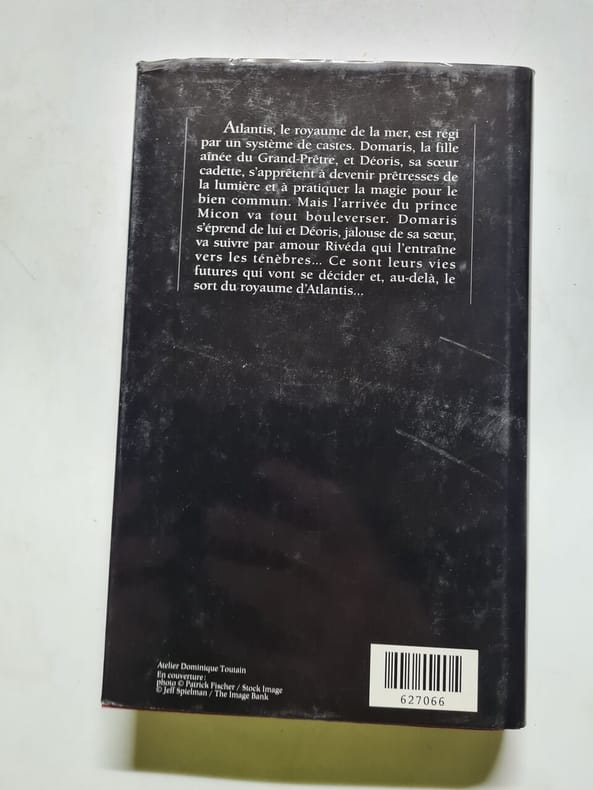 Atlantis, le royaume de la mer, est régi
par un système de castes. Domaris, la fille
aînée du Grand-Prêtre, et Déoris, sa sœur
cadette, s'apprêtent à devenir prêtresses de
la lumière et à pratiquer la magie pour le
bien commun. Mais l'arrivée du prince
Micon va tout bouleverser. Domaris
s'éprend de lui et Déoris, jalouse de sa sœur,
va suivre par amour Rivéda qui l'entraîne
vers les ténèbres... Ce sont leurs vies
futures qui vont se décider et, au-delà, le
sort du royaume d'Atlantis...
Atelier Dominique Toutain
En couverture :
photo © Patrick Fischer / Stock Image
© Jeff Spielman / The Image Bank
627066